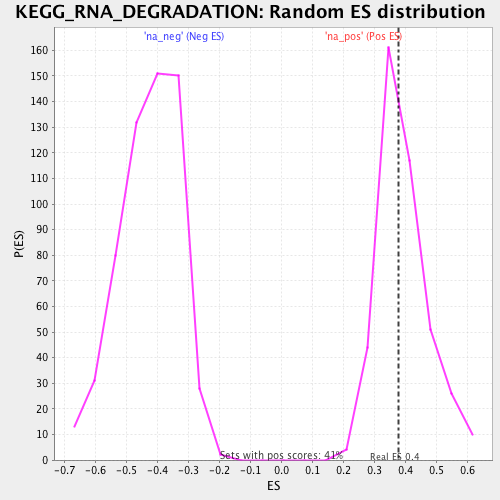 KEGG_RNA_DEGRADATION: Random ES distribution
'na_neg' (Neg ES)
'na_pos' (Pos ES)
160
150
140
130
120
110
100
90
80
70
60
50
40
30
20
10
0
P(ES)
Sets with pos scores: 41%
Real ES 0.4
-0.7 -0.6 -0.5 -0.4 -0.3 -0.2 -0.1 0.0 0.1 0.2 0.3 0.4 0.5 0.6
ES